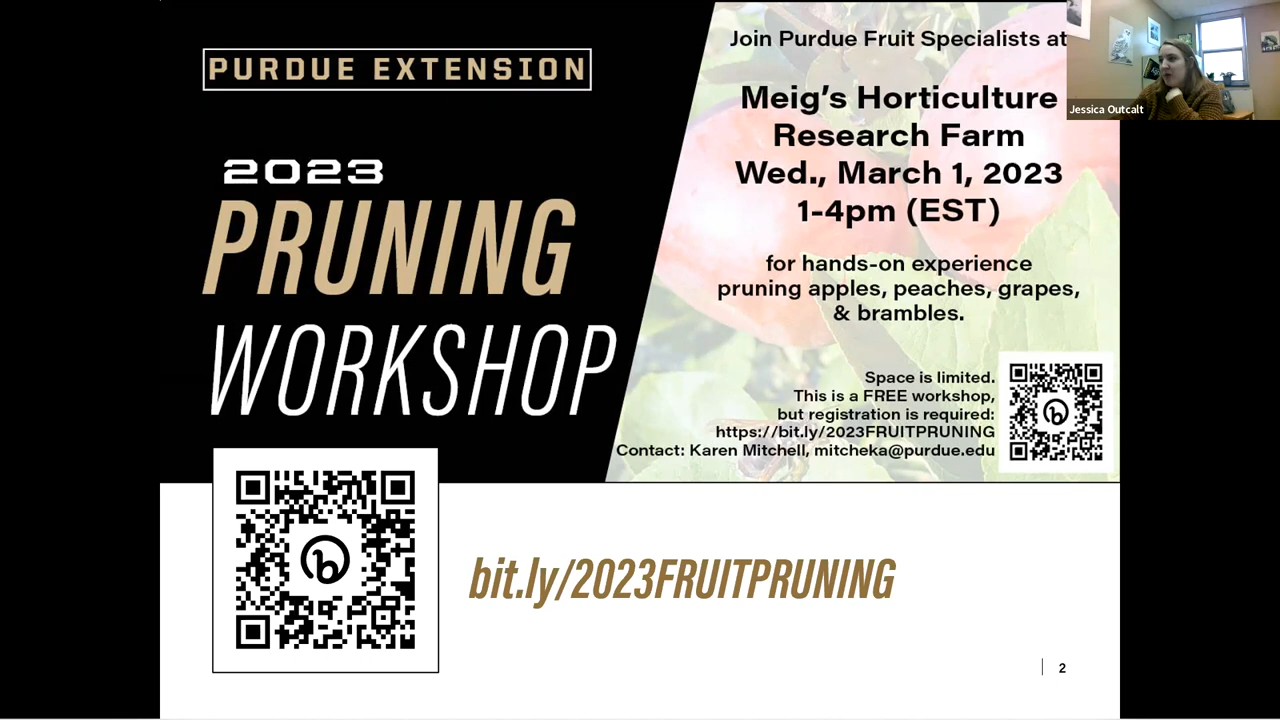 PURDUE EXTENSION
2023
PRUNING
WORKSHOP
Join Purdue Fruit Specialists at
Meig's Horticulture
Research Farm
Wed., March 1, 2023
1-4pm (EST)
for hands-on experience
pruning apples, peaches, grapes,
& brambles.
Space is limited.
This is a FREE workshop,
but registration is required:
https://bit.ly/2023FRUITPRUNING
Contact: Karen Mitchell, mitcheka@purdue.edu
bit.ly/2023FRUITPRUNING
2
Jessica Outcalt